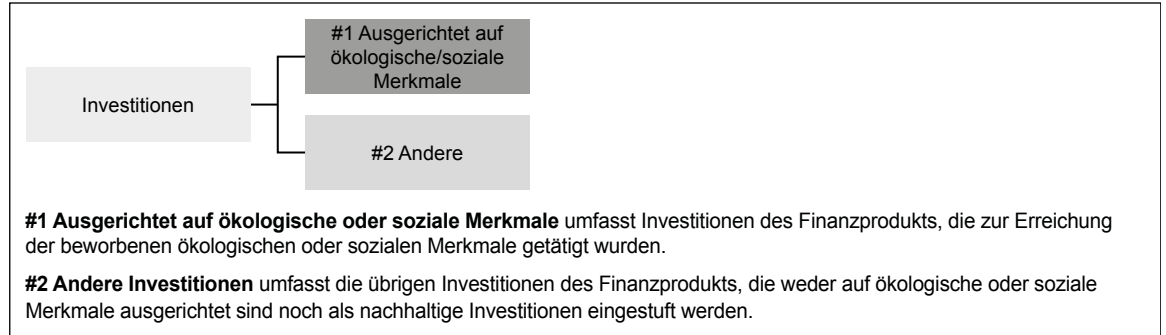 #1 Ausgerichtet auf
ökologische/soziale
Merkmale
Investitionen
#2 Andere
#1 Ausgerichtet auf ökologische oder soziale Merkmale umfasst Investitionen des Finanzprodukts, die zur Erreichung
der beworbenen ökologischen oder sozialen Merkmale getätigt wurden.
#2 Andere Investitionen umfasst die übrigen Investitionen des Finanzprodukts, die weder auf ökologische oder soziale
Merkmale ausgerichtet sind noch als nachhaltige Investitionen eingestuft werden.